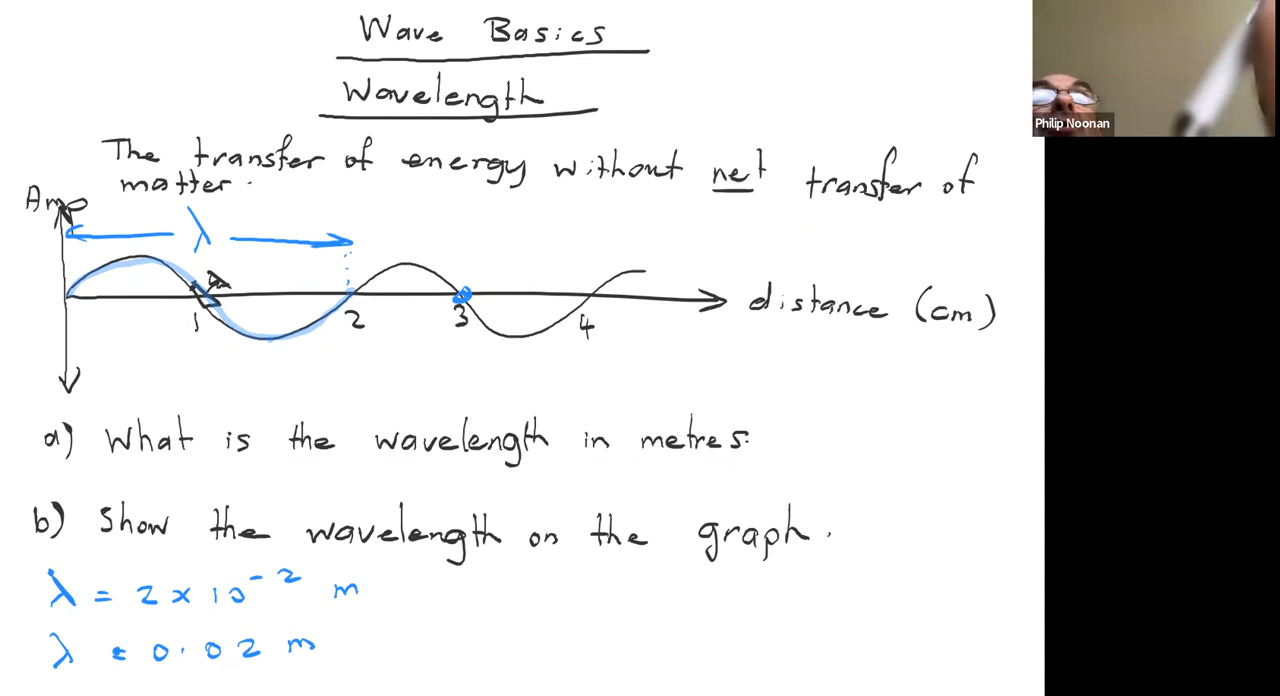 Wave Basics
Wavelength
The transfer of energy without net transfer of
matter.
Amp
λ
1 2 3 4
distance (cm)
a) What is the wavelength in metres.
b) Show the wavelength on the graph.
λ = 2 x 10⁻² m
λ = 0.02 m
Philip Noonan